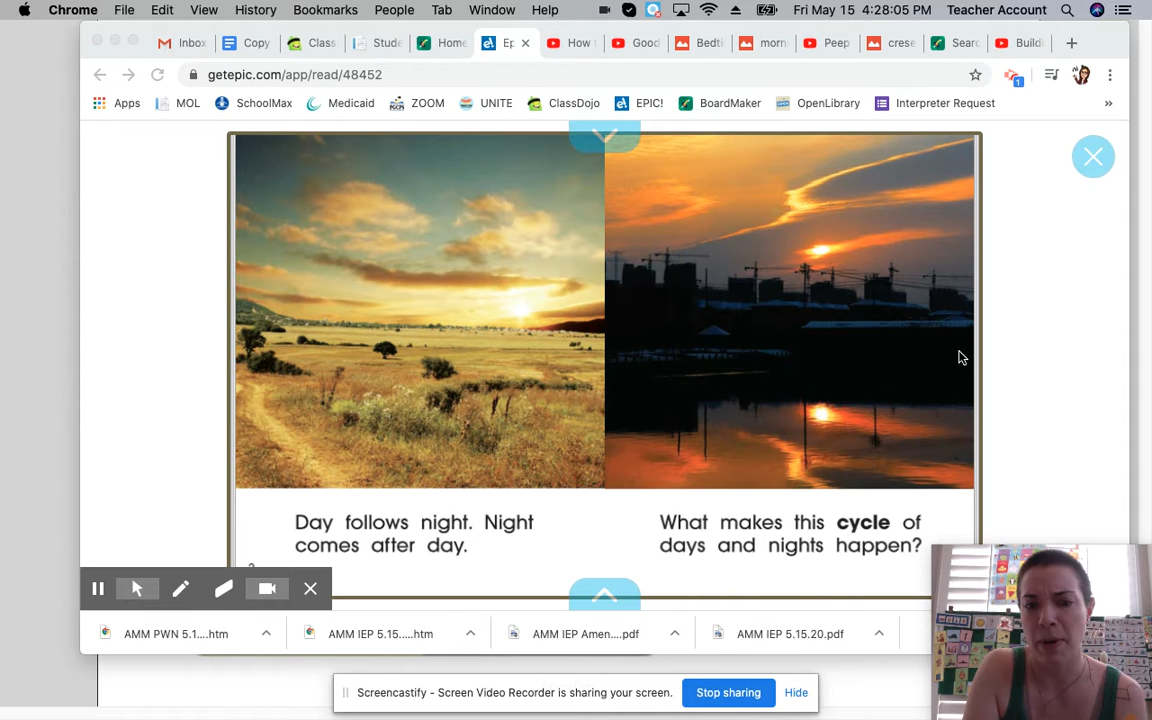 Chrome File Edit View History Bookmarks People Tab Window Help Fri May 15 4:28:05 PM Teacher Account
Inbox Copy Class Stude Home Ep How Good Bedti morn Peep crese Searc Buildi
getepic.com/app/read/48452
1
Apps MOL SchoolMax Medicaid ZOOM UNITE ClassDojo EPIC! BoardMaker OpenLibrary Interpreter Request »
Day follows night. Night
comes after day.
What makes this cycle of
days and nights happen?
AMM PWN 5.1....htm AMM IEP 5.15.....htm AMM IEP Amen....pdf AMM IEP 5.15.20.pdf
Screencastify - Screen Video Recorder is sharing your screen. Stop sharing Hide